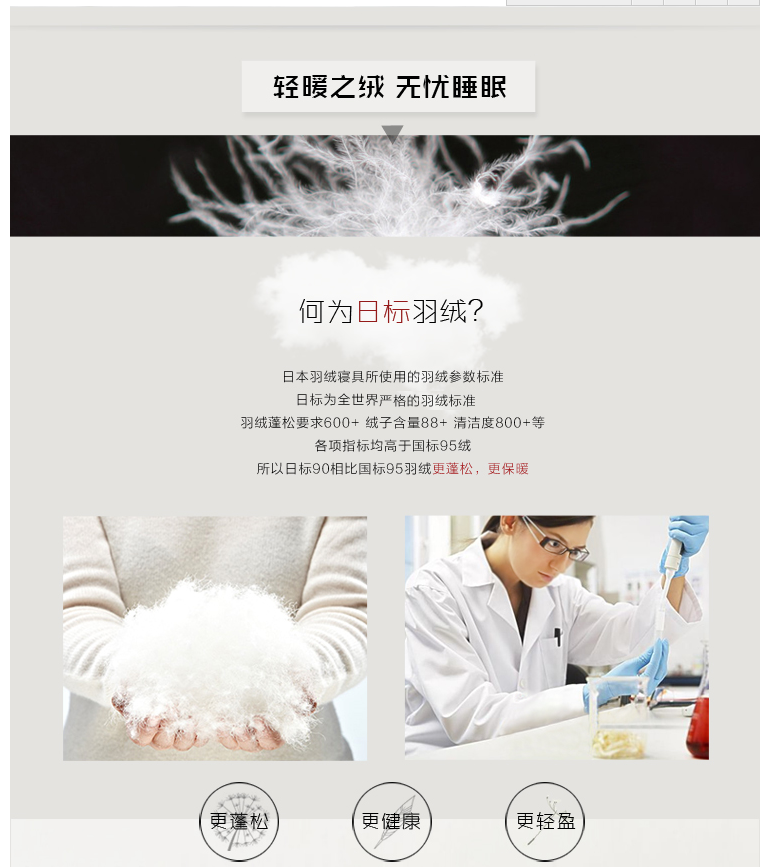 轻暖之绒 无忧睡眠
何为日标羽绒?
日本羽绒寝具所使用的羽绒参数标准
日标为全世界严格的羽绒标准
羽绒蓬松要求600+ 绒子含量88+ 清洁度800+等
各项指标均高于国标95绒
所以日标90相比国标95羽绒更蓬松，更保暖
更蓬松
更健康
更轻盈